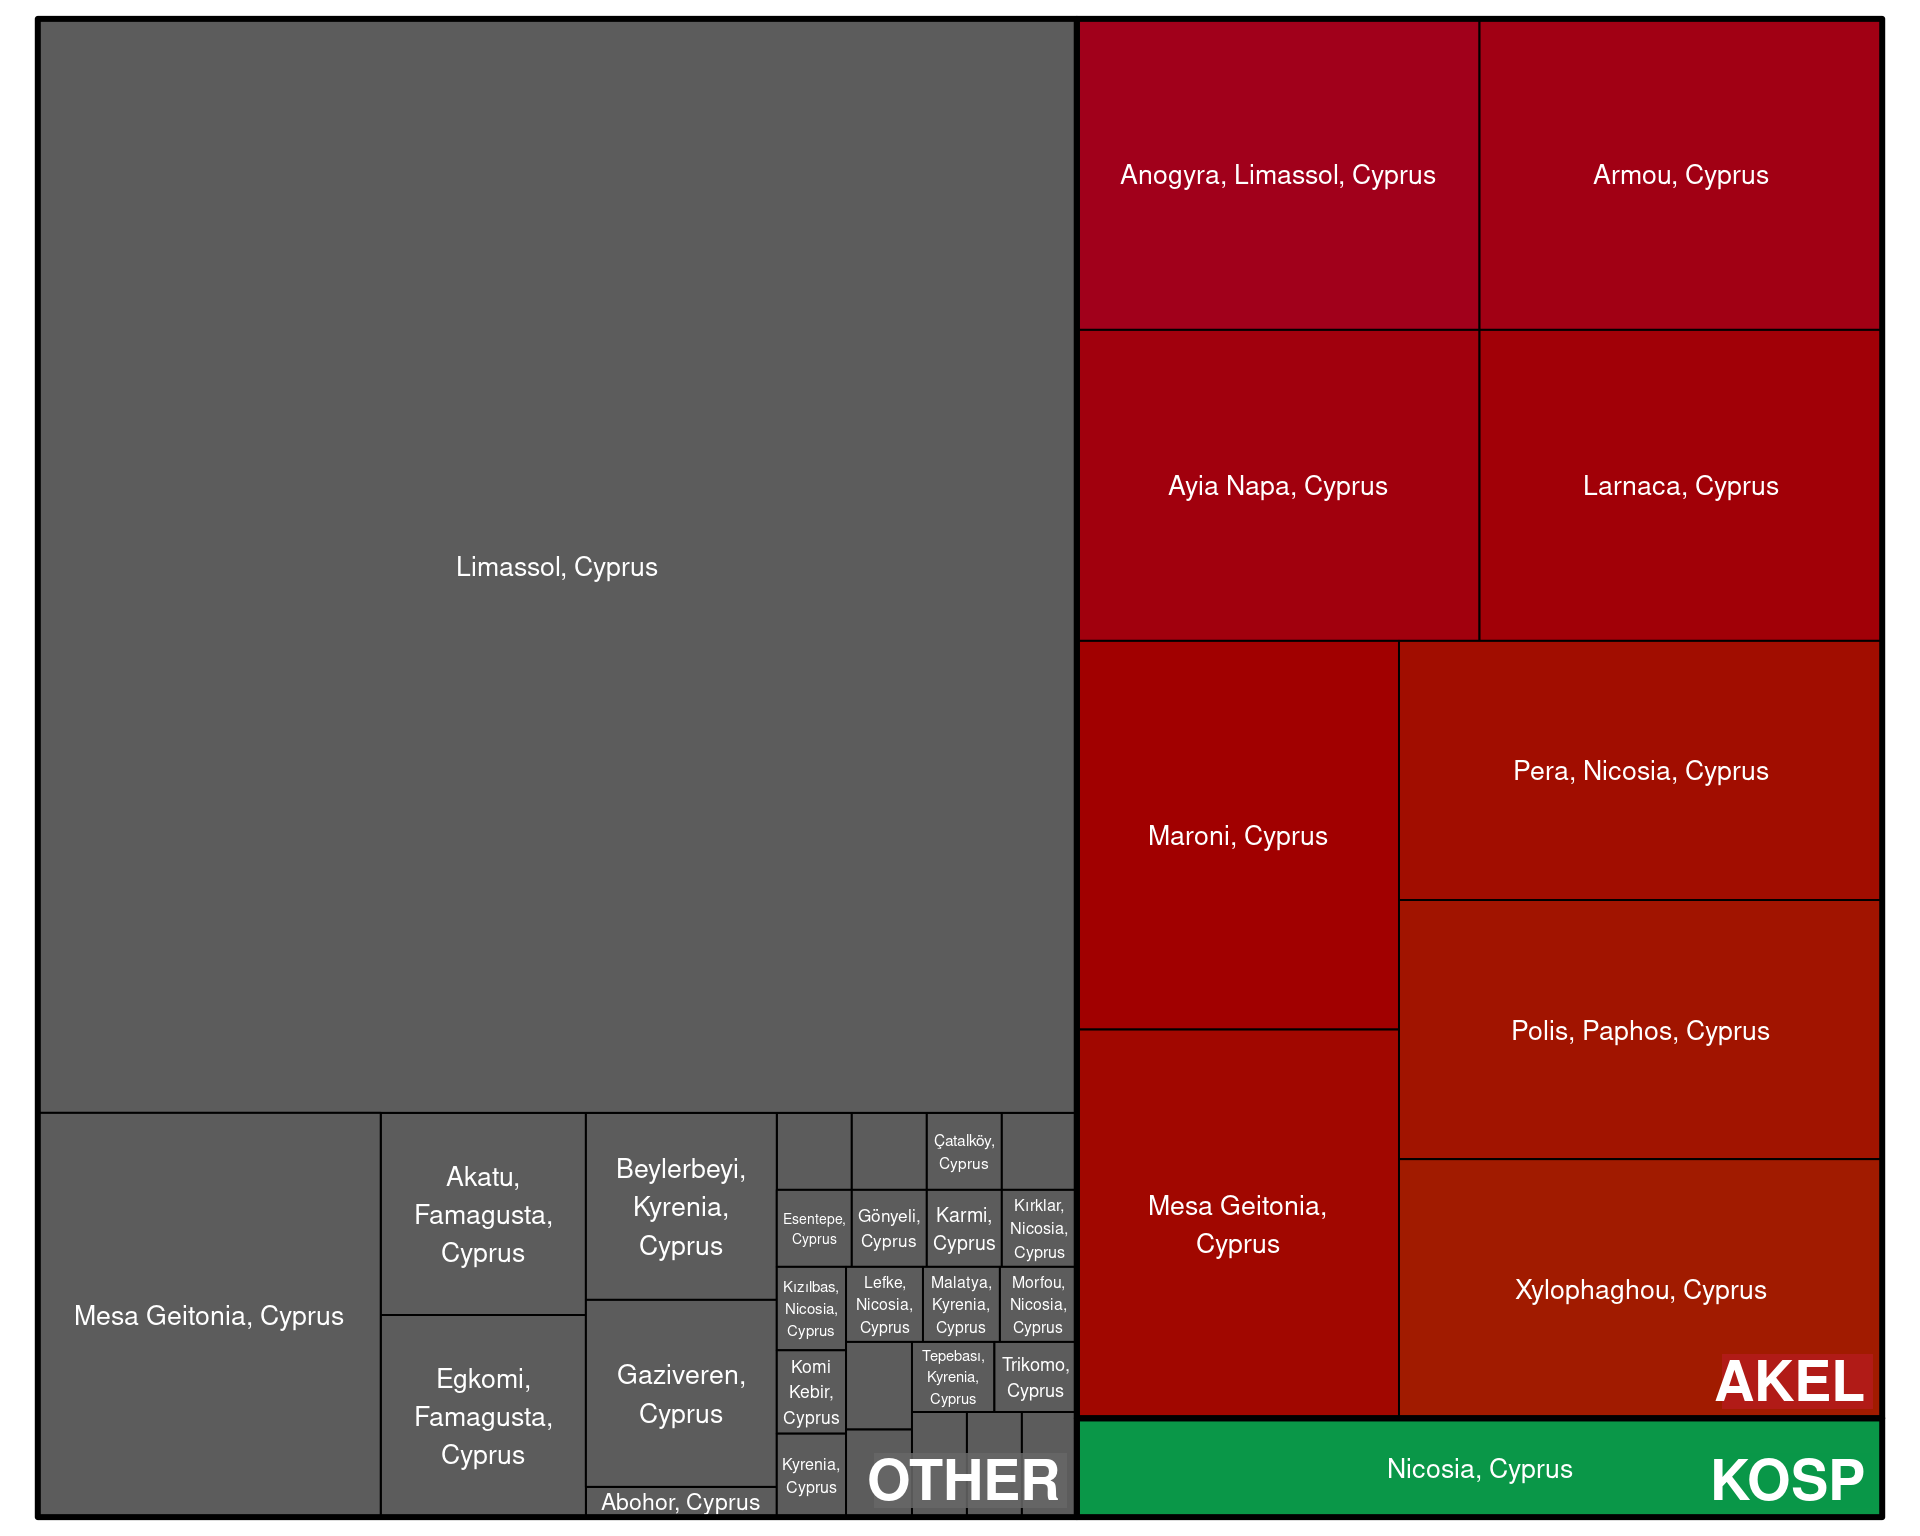 Limassol, Cyprus
Mesa Geitonia, Cyprus
Akatu,
Famagusta,
Cyprus
Egkomi,
Famagusta,
Cyprus
Beylerbeyi,
Kyrenia,
Cyprus
Gaziveren,
Cyprus
Abohor, Cyprus
Çatalköy,
Cyprus
Esentepe,
Cyprus
Gönyeli,
Cyprus
Karmi,
Cyprus
Kırklar,
Nicosia,
Cyprus
Kızılbas,
Nicosia,
Cyprus
Lefke,
Nicosia,
Cyprus
Malatya,
Kyrenia,
Cyprus
Morfou,
Nicosia,
Cyprus
Komi
Kebir,
Cyprus
Tepebası,
Kyrenia,
Cyprus
Trikomo,
Cyprus
Kyrenia,
Cyprus
OTHER
Anogyra, Limassol, Cyprus
Armou, Cyprus
Ayia Napa, Cyprus
Larnaca, Cyprus
Maroni, Cyprus
Pera, Nicosia, Cyprus
Polis, Paphos, Cyprus
Mesa Geitonia,
Cyprus
Xylophaghou, Cyprus
AKEL
Nicosia, Cyprus
KOSP